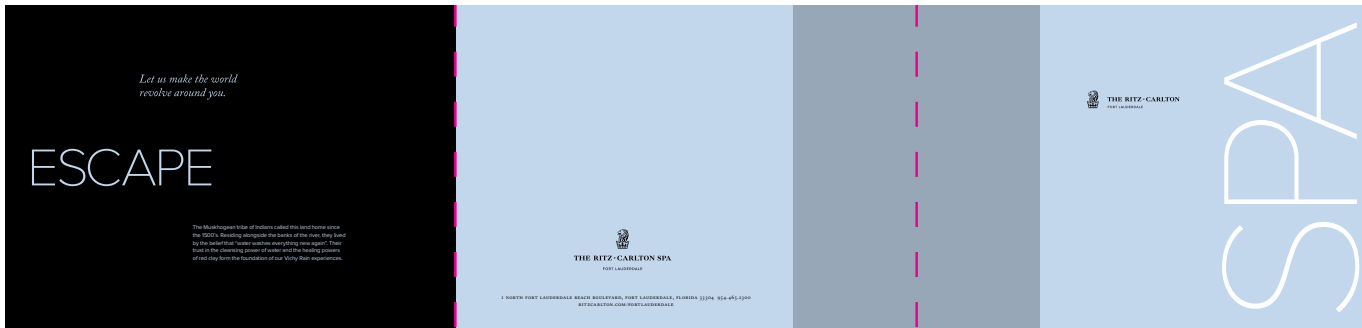 Let us make the world
revolve around you.
ESCAPE
The Muskhogean tribe of Indians called this land home since
the 1500's. Residing alongside the banks of the river, they lived
by the belief that "water washes everything new again". Their
trust in the cleansing power of water and the healing powers
of red clay form the foundation of our Vichy Rain experiences.
THE RITZ-CARLTON SPA
FORT LAUDERDALE
1 NORTH FORT LAUDERDALE BEACH BOULEVARD, FORT LAUDERDALE, FLORIDA 33304 954.465.2300
RITZCARLTON.COM/FORTLAUDERDALE
THE RITZ-CARLTON
FORT LAUDERDALE
SPA